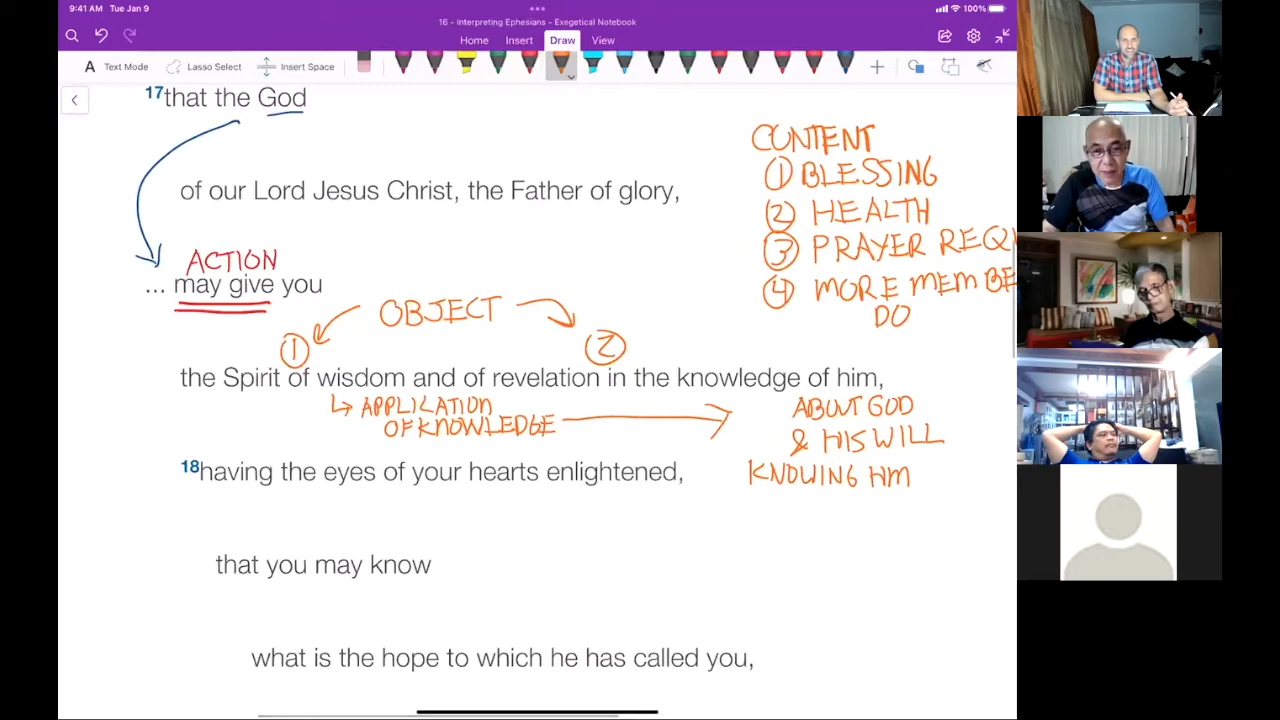 9:41 AM Tue Jan 9
100%
16 - Interpreting Ephesians - Exegetical Notebook
Home Insert Draw View
A Text Mode Lasso Select Insert Space
17that the God
CONTENT
① BLESSING
of our Lord Jesus Christ, the Father of glory,
② HEALTH
③ PRAYER REQU
ACTION
... may give you
④ MORE MEMBE
DO
OBJECT
① ②
the Spirit of wisdom and of revelation in the knowledge of him,
↳ APPLICATION
OF KNOWLEDGE
ABOUT GOD
& HIS WILL
18having the eyes of your hearts enlightened,
KNOWING HM
that you may know
what is the hope to which he has called you,